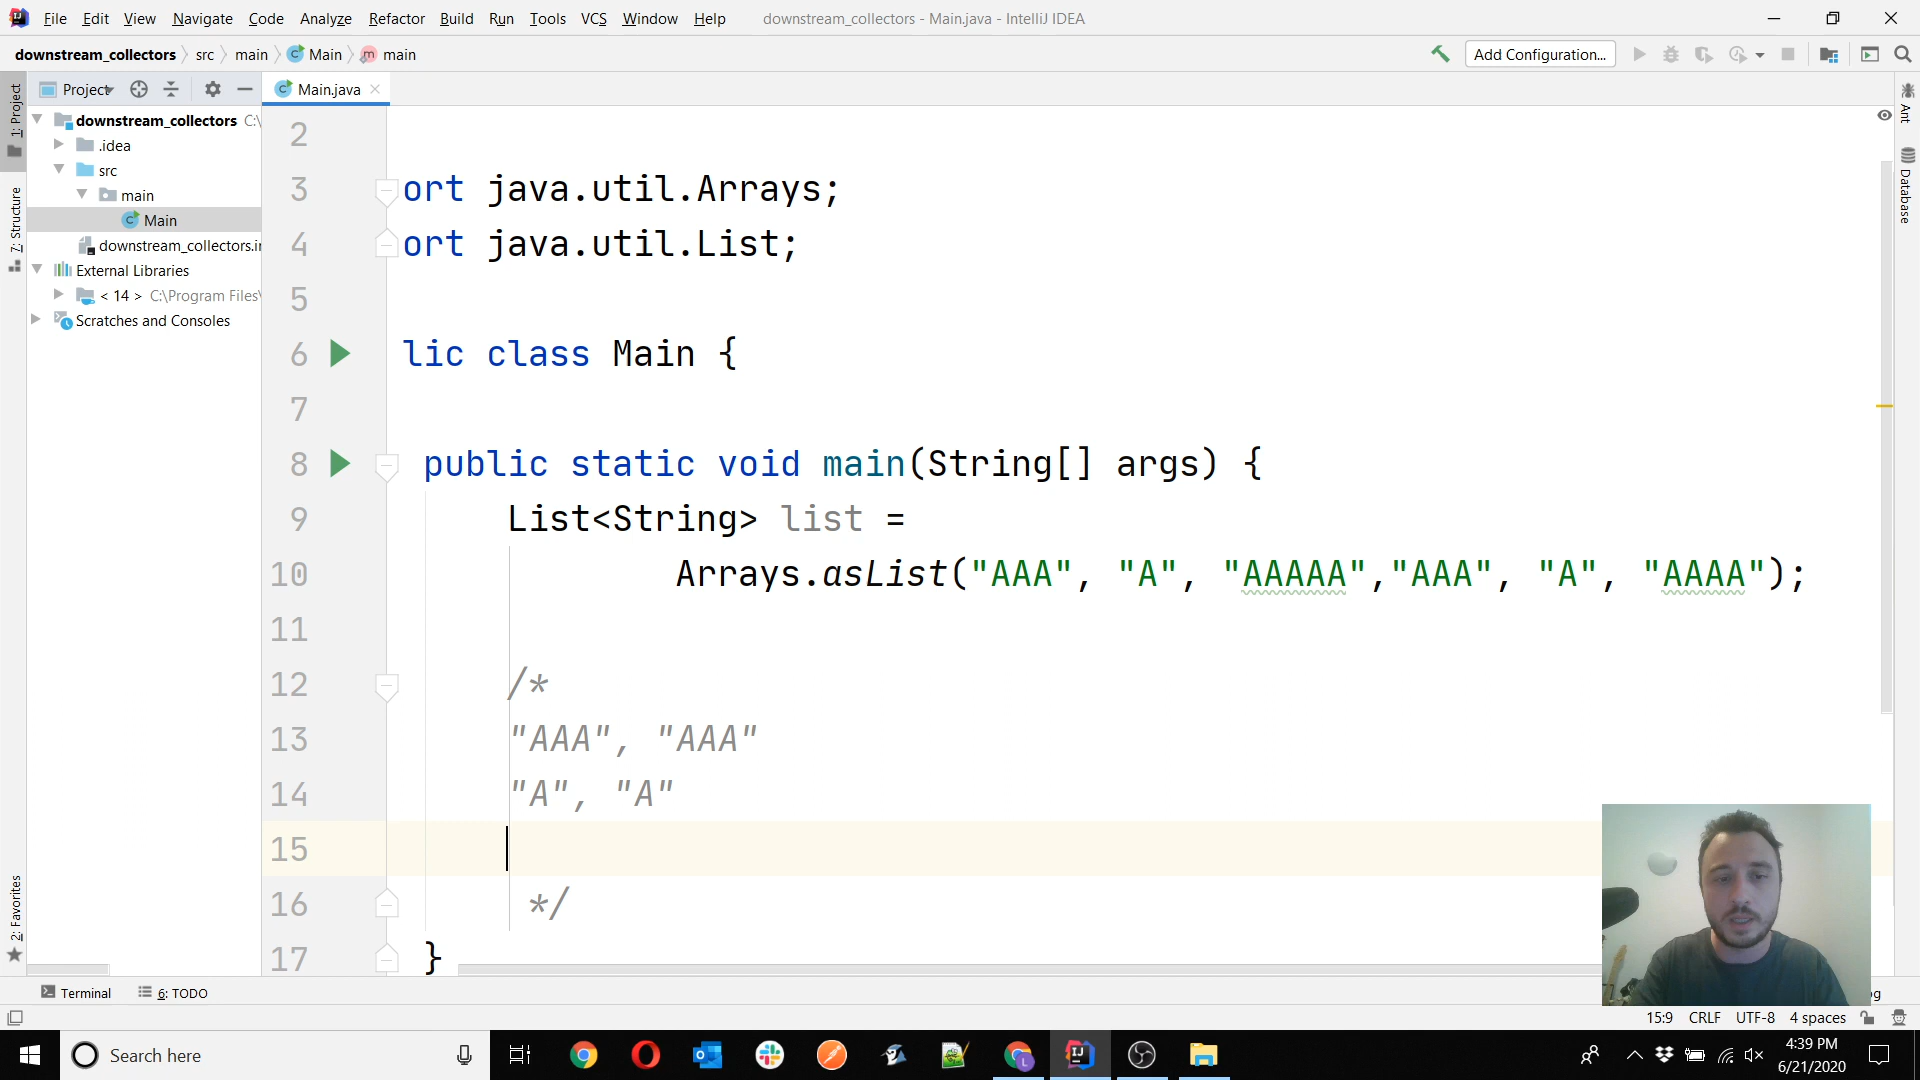 File Edit View Navigate Code Analyze Refactor Build Run Tools VCS Window Help downstream_collectors - Main.java - IntelliJ IDEA
downstream_collectors src main Main main Add Configuration...
1: Project
7: Structure
2: Favorites
Project
downstream_collectors C:\
.idea
src
main
Main
downstream_collectors.
External Libraries
< 14 > C:\Program Files\
Scratches and Consoles
Main.java
Ant
Database
2
3 ort java.util.Arrays;
4 ort java.util.List;
5
6 lic class Main {
7
8 public static void main(String[] args) {
9 List<String> list =
10 Arrays.asList("AAA", "A", "AAAAA","AAA", "A", "AAAA");
11
12 /*
13 "AAA", "AAA"
14 "A", "A"
15
16 */
17 }
Terminal 6: TODO
15:9 CRLF UTF-8 4 spaces
Search here
4:39 PM
6/21/2020